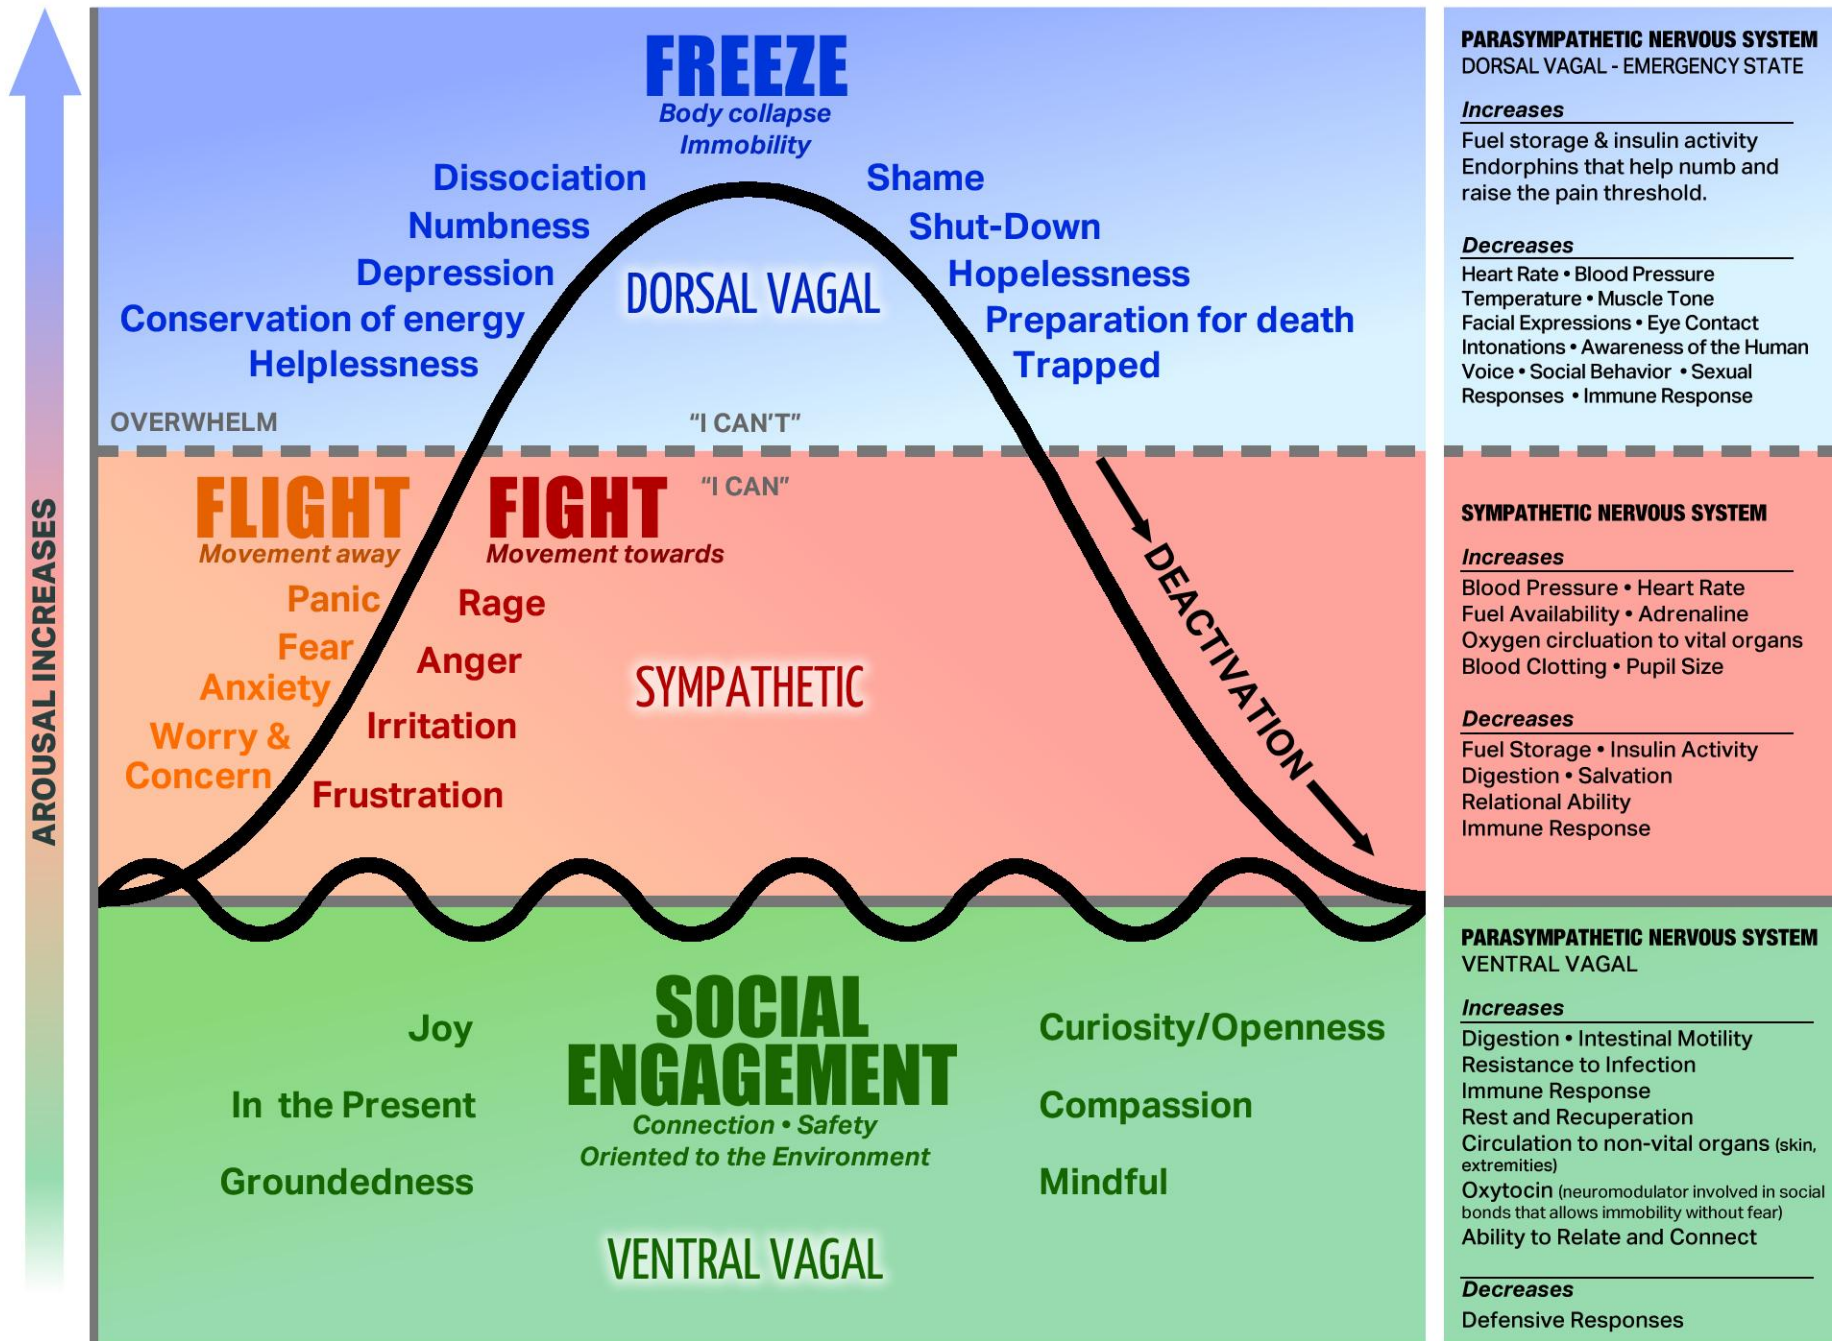 AROUSAL INCREASES
FREEZE
Body collapse
Immobility
Dissociation
Numbness
Depression
Conservation of energy
Helplessness
Shame
Shut-Down
Hopelessness
Preparation for death
Trapped
DORSAL VAGAL
OVERWHELM
“I CAN'T”
“I CAN”
FLIGHT
Movement away
Panic
Fear
Anxiety
Worry &
Concern
FIGHT
Movement towards
Rage
Anger
Irritation
Frustration
SYMPATHETIC
DEACTIVATION
SOCIAL
ENGAGEMENT
Connection • Safety
Oriented to the Environment
Joy
In the Present
Groundedness
Curiosity/Openness
Compassion
Mindful
VENTRAL VAGAL
PARASYMPATHETIC NERVOUS SYSTEM
DORSAL VAGAL - EMERGENCY STATE
Increases
Fuel storage & insulin activity
Endorphins that help numb and
raise the pain threshold.
Decreases
Heart Rate • Blood Pressure
Temperature • Muscle Tone
Facial Expressions • Eye Contact
Intonations • Awareness of the Human
Voice • Social Behavior • Sexual
Responses • Immune Response
SYMPATHETIC NERVOUS SYSTEM
Increases
Blood Pressure • Heart Rate
Fuel Availability • Adrenaline
Oxygen circluation to vital organs
Blood Clotting • Pupil Size
Decreases
Fuel Storage • Insulin Activity
Digestion • Salvation
Relational Ability
Immune Response
PARASYMPATHETIC NERVOUS SYSTEM
VENTRAL VAGAL
Increases
Digestion • Intestinal Motility
Resistance to Infection
Immune Response
Rest and Recuperation
Circulation to non-vital organs (skin,
extremities)
Oxytocin (neuromodulator involved in social
bonds that allows immobility without fear)
Ability to Relate and Connect
Decreases
Defensive Responses